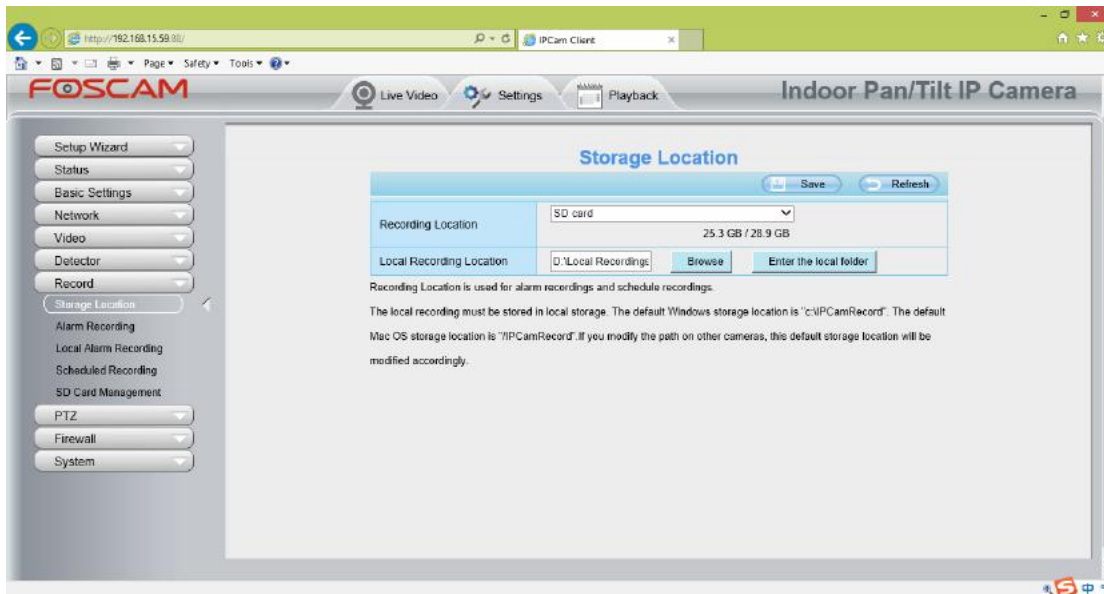 http://192.168.15.59:88/
IPCam Client
Page Safety Tools
FOSCAM
Live Video Settings Playback
Indoor Pan/Tilt IP Camera
Setup Wizard
Status
Basic Settings
Network
Video
Detector
Record
Storage Location
Alarm Recording
Local Alarm Recording
Scheduled Recording
SD Card Management
PTZ
Firewall
System
Storage Location
Save Refresh
Recording Location
SD card
25.3 GB / 28.9 GB
Local Recording Location
D:\Local Recordings Browse Enter the local folder
Recording Location is used for alarm recordings and schedule recordings.
The local recording must be stored in local storage. The default Windows storage location is "c:\IPCamRecord". The default
Mac OS storage location is "/IPCamRecord".If you modify the path on other cameras, this default storage location will be
modified accordingly.
中